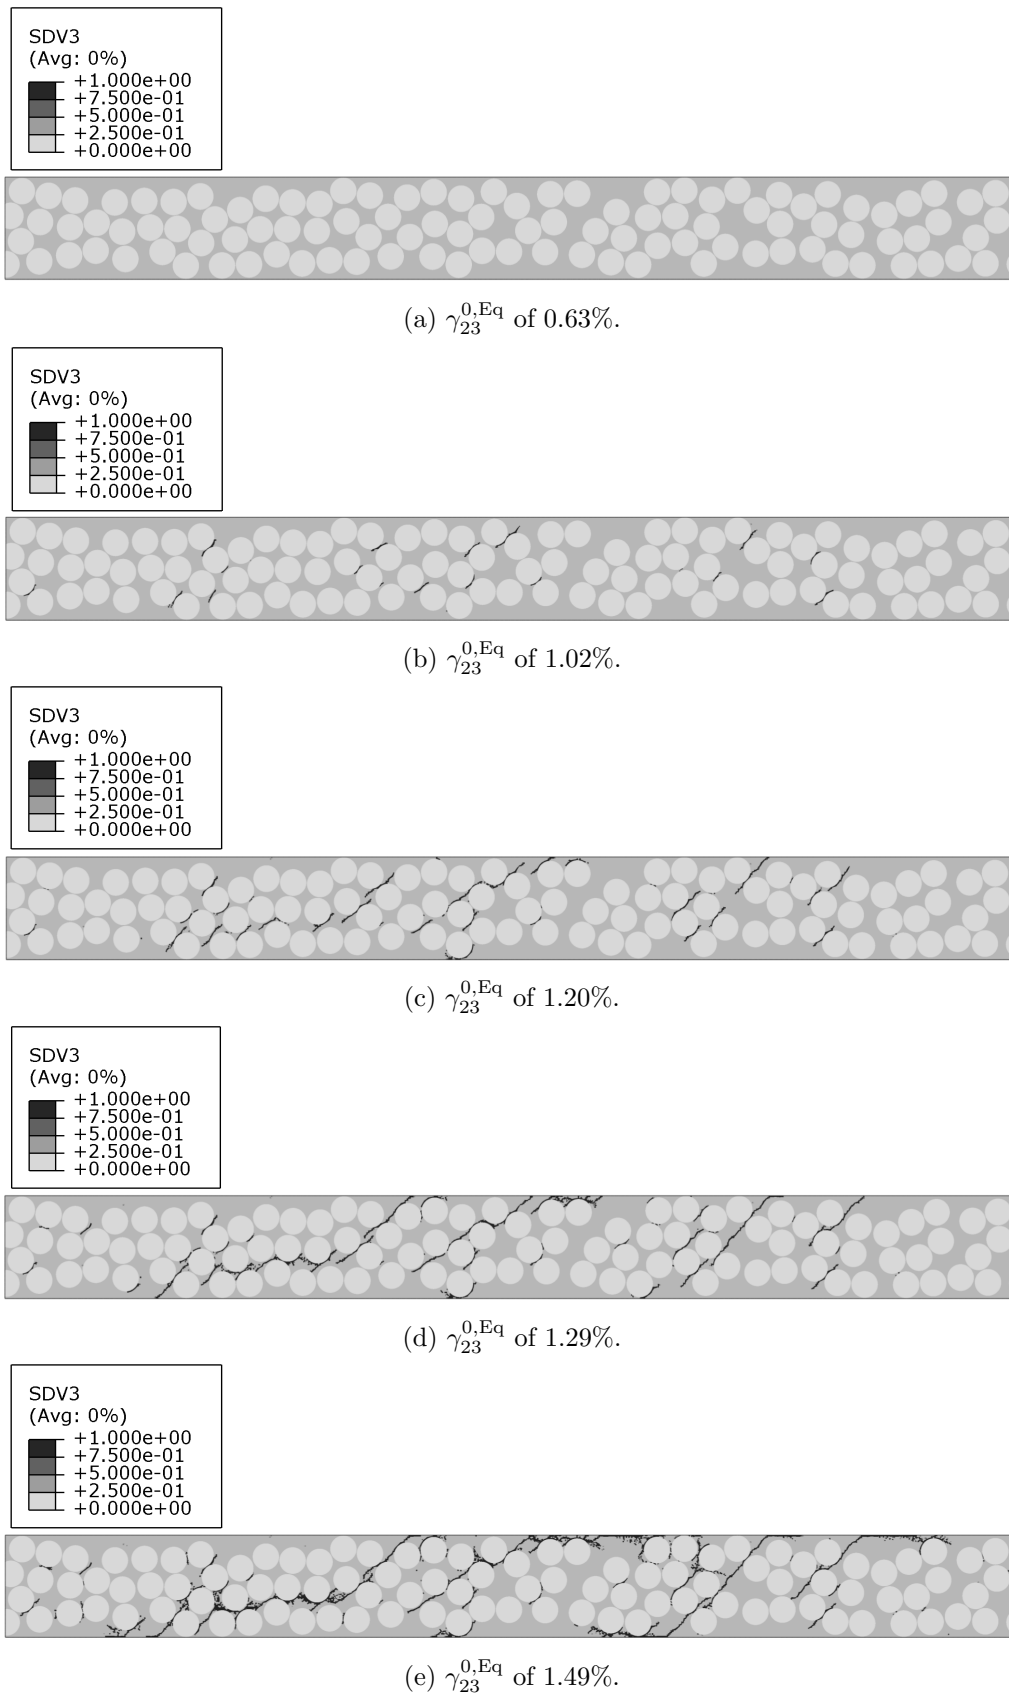 SDV3
(Avg: 0%)
+1.000e+00
+7.500e-01
+5.000e-01
+2.500e-01
+0.000e+00
(a) γ₂₃^{0,Eq} of 0.63%.
SDV3
(Avg: 0%)
+1.000e+00
+7.500e-01
+5.000e-01
+2.500e-01
+0.000e+00
(b) γ₂₃^{0,Eq} of 1.02%.
SDV3
(Avg: 0%)
+1.000e+00
+7.500e-01
+5.000e-01
+2.500e-01
+0.000e+00
(c) γ₂₃^{0,Eq} of 1.20%.
SDV3
(Avg: 0%)
+1.000e+00
+7.500e-01
+5.000e-01
+2.500e-01
+0.000e+00
(d) γ₂₃^{0,Eq} of 1.29%.
SDV3
(Avg: 0%)
+1.000e+00
+7.500e-01
+5.000e-01
+2.500e-01
+0.000e+00
(e) γ₂₃^{0,Eq} of 1.49%.